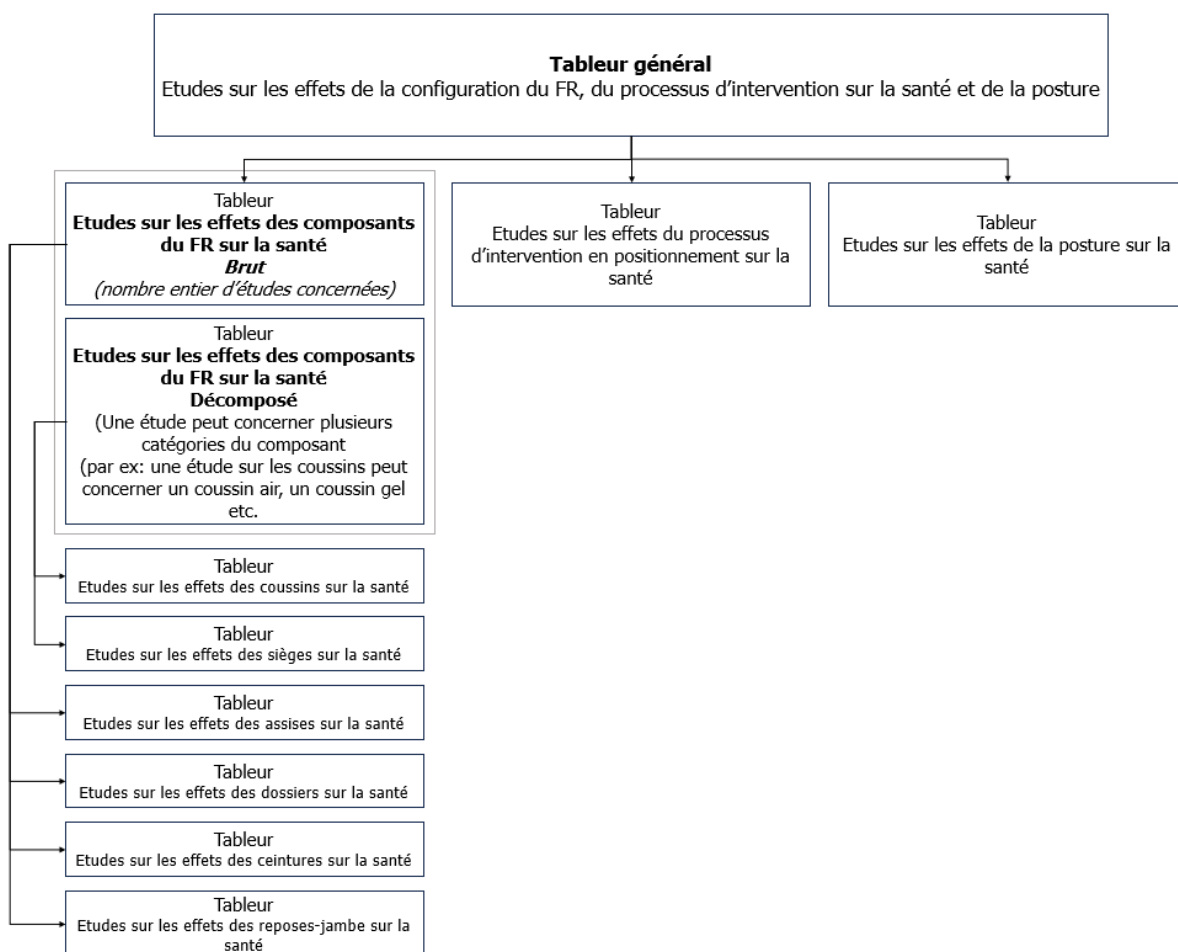 Tableur général
Etudes sur les effets de la configuration du FR, du processus d'intervention sur la santé et de la posture
Tableur
Etudes sur les effets des composants
du FR sur la santé
Brut
(nombre entier d'études concernées)
Tableur
Etudes sur les effets du processus
d'intervention en positionnement sur la
santé
Tableur
Etudes sur les effets de la posture sur la
santé
Tableur
Etudes sur les effets des composants
du FR sur la santé
Décomposé
(Une étude peut concerner plusieurs
catégories du composant
(par ex: une étude sur les coussins peut
concerner un coussin air, un coussin gel
etc.
Tableur
Etudes sur les effets des coussins sur la santé
Tableur
Etudes sur les effets des sièges sur la santé
Tableur
Etudes sur les effets des assises sur la santé
Tableur
Etudes sur les effets des dossiers sur la santé
Tableur
Etudes sur les effets des ceintures sur la santé
Tableur
Etudes sur les effets des reposes-jambe sur la
santé